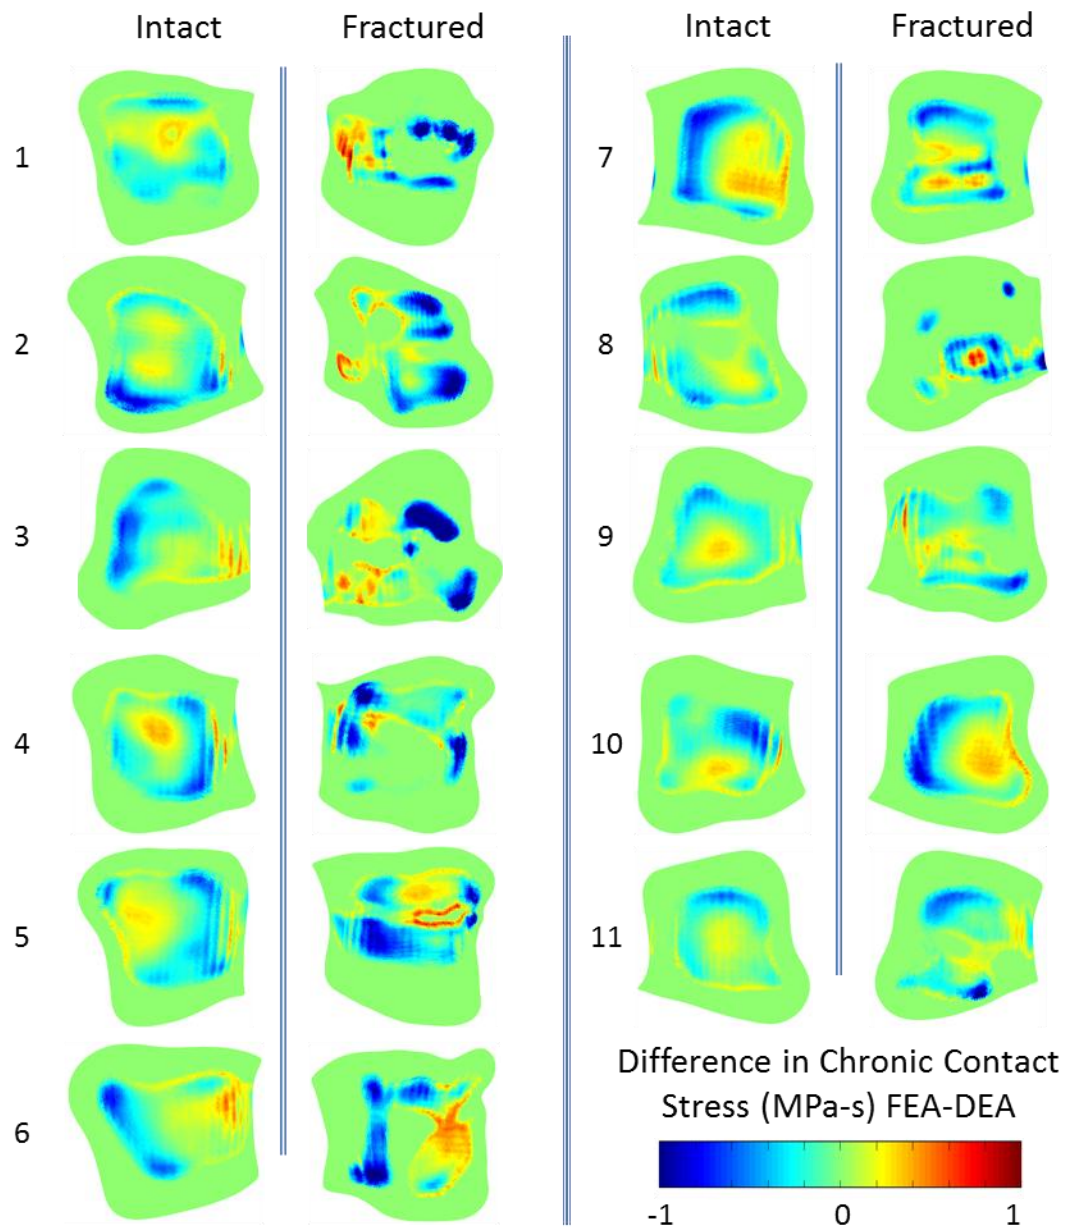 Intact Fractured Intact Fractured
1 7
2 8
3 9
4 10
5 11
6
Difference in Chronic Contact
Stress (MPa-s) FEA-DEA
-1 0 1